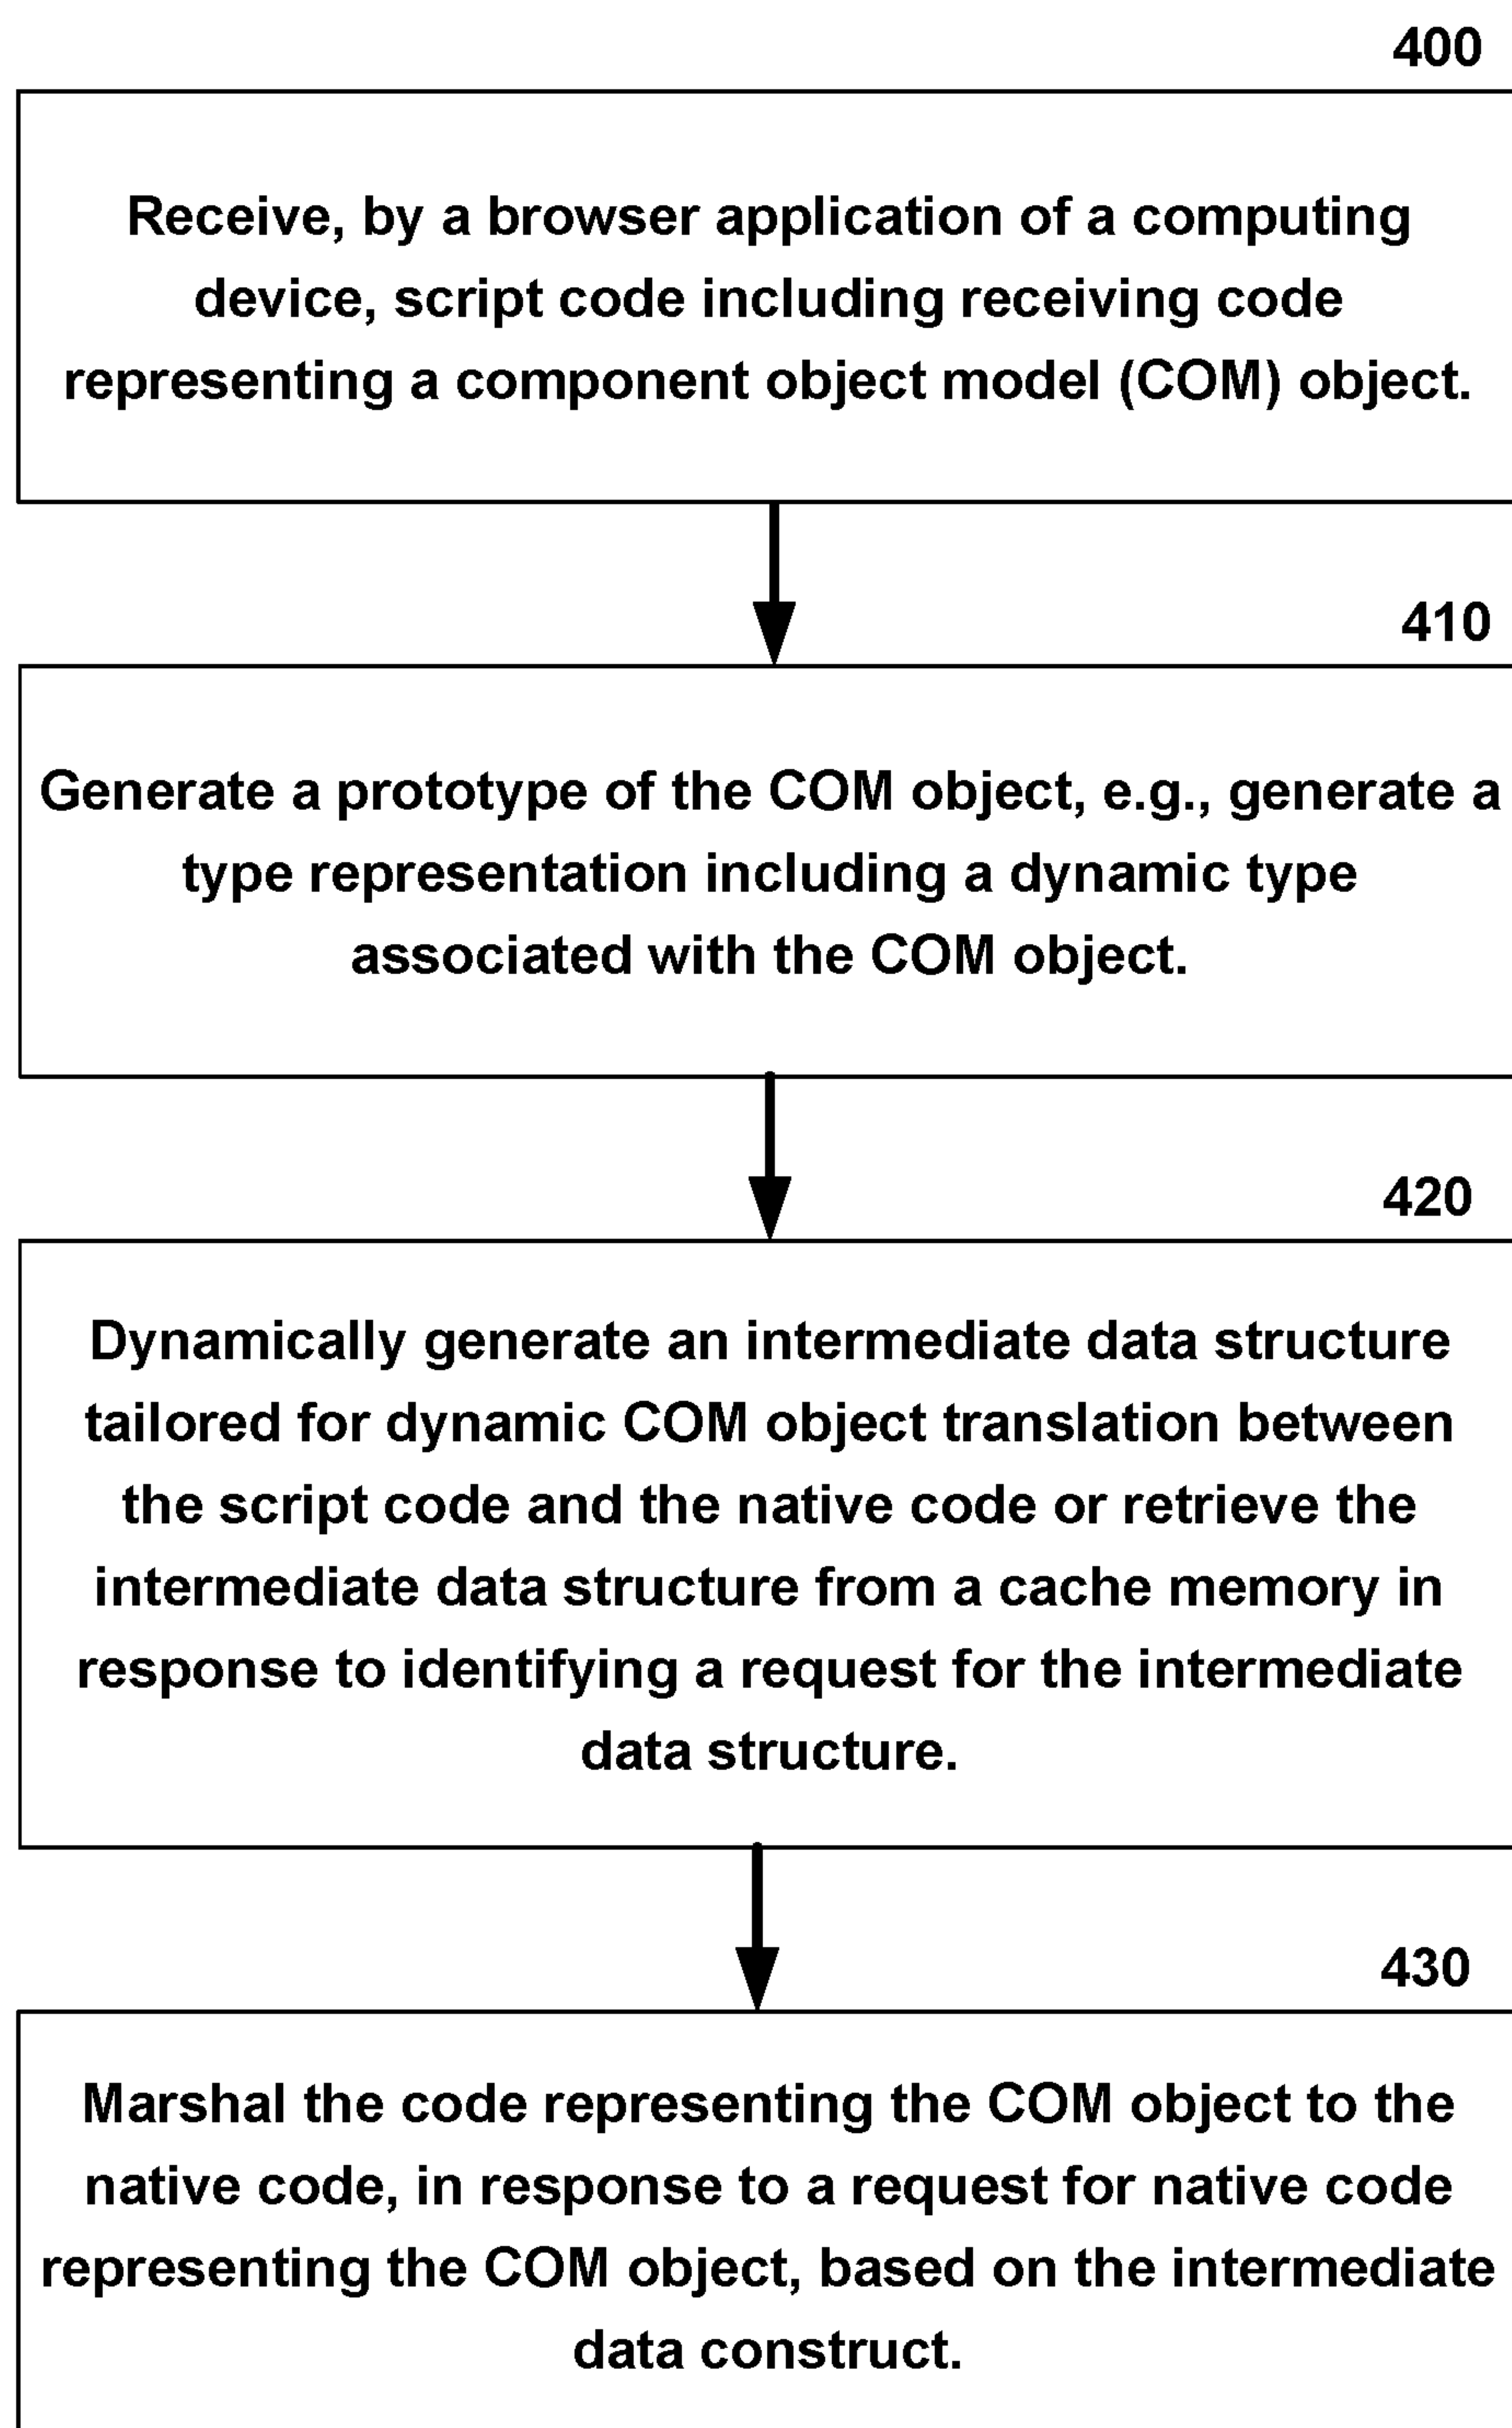 400
Receive, by a browser application of a computing
device, script code including receiving code
representing a component object model (COM) object.
410
Generate a prototype of the COM object, e.g., generate a
type representation including a dynamic type
associated with the COM object.
420
Dynamically generate an intermediate data structure
tailored for dynamic COM object translation between
the script code and the native code or retrieve the
intermediate data structure from a cache memory in
response to identifying a request for the intermediate
data structure.
430
Marshal the code representing the COM object to the
native code, in response to a request for native code
representing the COM object, based on the intermediate
data construct.